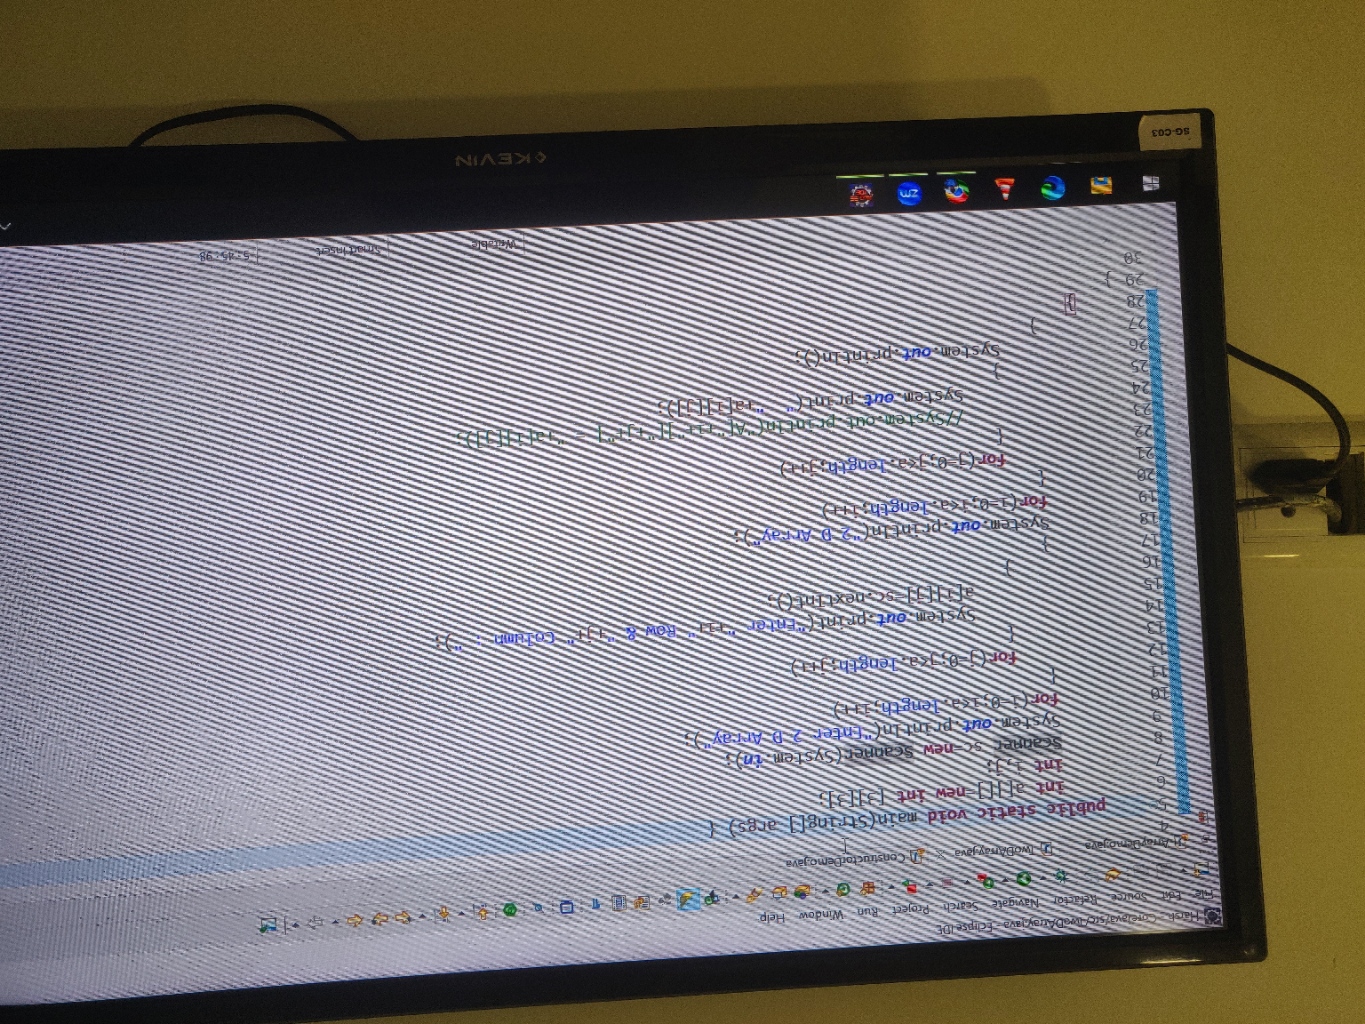 Harsh - CoreJava/src/TwoDArray.java - Eclipse IDE
File Edit Source Refactor Navigate Search Project Run Window Help
ArrayDemo.java TwoDArray.java ConstructorDemo.java
4
5 public static void main(String[] args) {
6 int a[][]=new int [3][3];
7 int i,j;
8 Scanner sc=new Scanner(System.in);
9 System.out.println("Enter 2 D Array");
10 for(i=0;i<a.length;i++)
11 {
12 for(j=0;j<a.length;j++)
13 {
14 System.out.print("Enter "+i+" Row & "+j+" Column : ");
15 a[i][j]=sc.nextInt();
16 }
17 }
18 System.out.println("2 D Array");
19 for(i=0;i<a.length;i++)
20 {
21 for(j=0;j<a.length;j++)
22 {
23 //System.out.println("A["+i+"]["+j+"] = "+a[i][j]);
24 System.out.print("  "+a[i][j]);
25 }
26 System.out.println();
27 }
28 }
29 }
30
Writable Smart Insert 5:45:98
zm
KEVIN
SG-C03